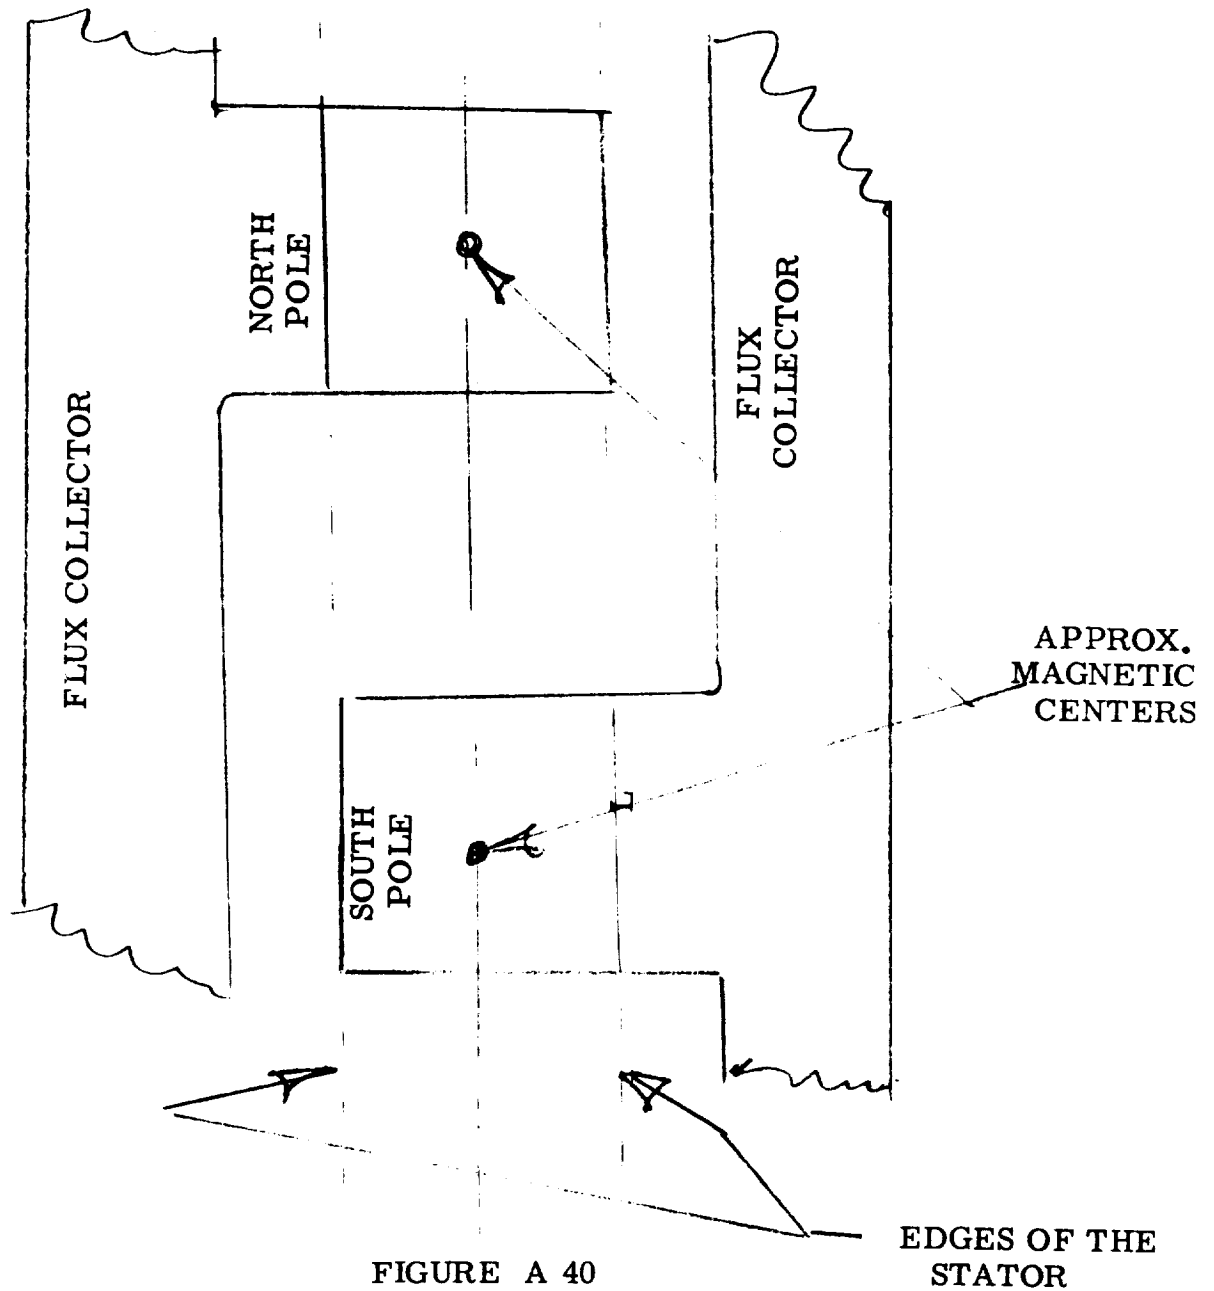 NORTH
POLE
FLUX
COLLECTOR
FLUX COLLECTOR
APPROX.
MAGNETIC
CENTERS
SOUTH
POLE
EDGES OF THE
STATOR
FIGURE A 40